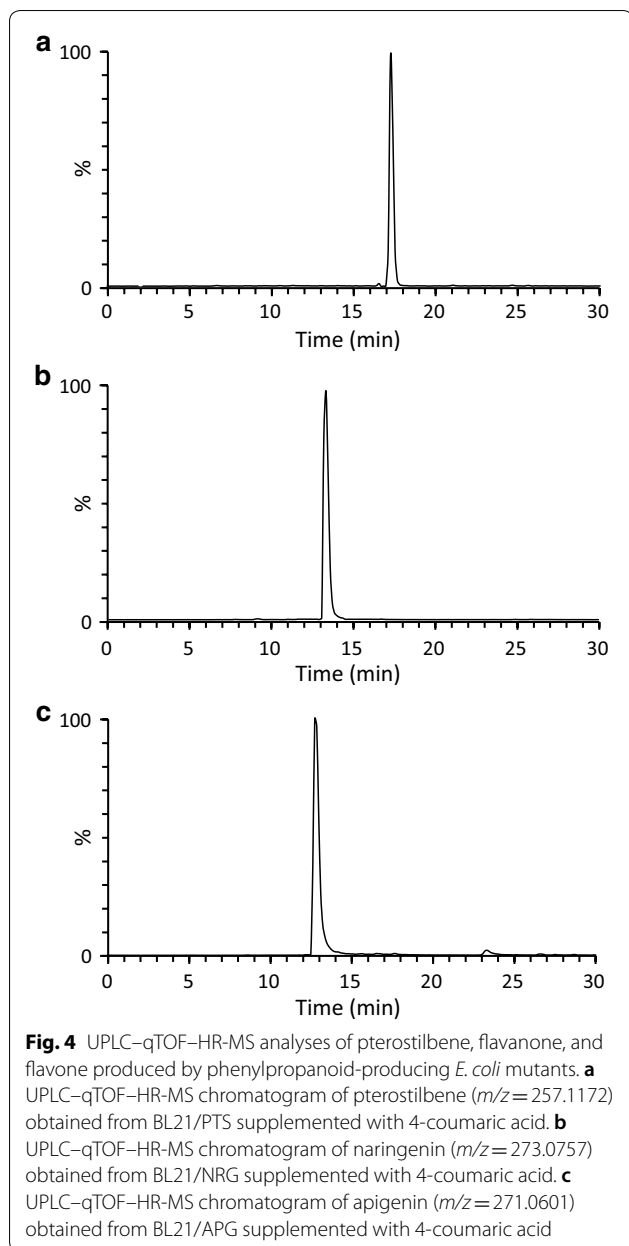 a
100
%
0
0 5 10 15 20 25 30
Time (min)
b
100
%
0
0 5 10 15 20 25 30
Time (min)
c
100
%
0
0 5 10 15 20 25 30
Time (min)
Fig. 4 UPLC–qTOF–HR-MS analyses of pterostilbene, flavanone, and
flavone produced by phenylpropanoid-producing E. coli mutants. a
UPLC–qTOF–HR-MS chromatogram of pterostilbene (m/z = 257.1172)
obtained from BL21/PTS supplemented with 4-coumaric acid. b
UPLC–qTOF–HR-MS chromatogram of naringenin (m/z = 273.0757)
obtained from BL21/NRG supplemented with 4-coumaric acid. c
UPLC–qTOF–HR-MS chromatogram of apigenin (m/z = 271.0601)
obtained from BL21/APG supplemented with 4-coumaric acid